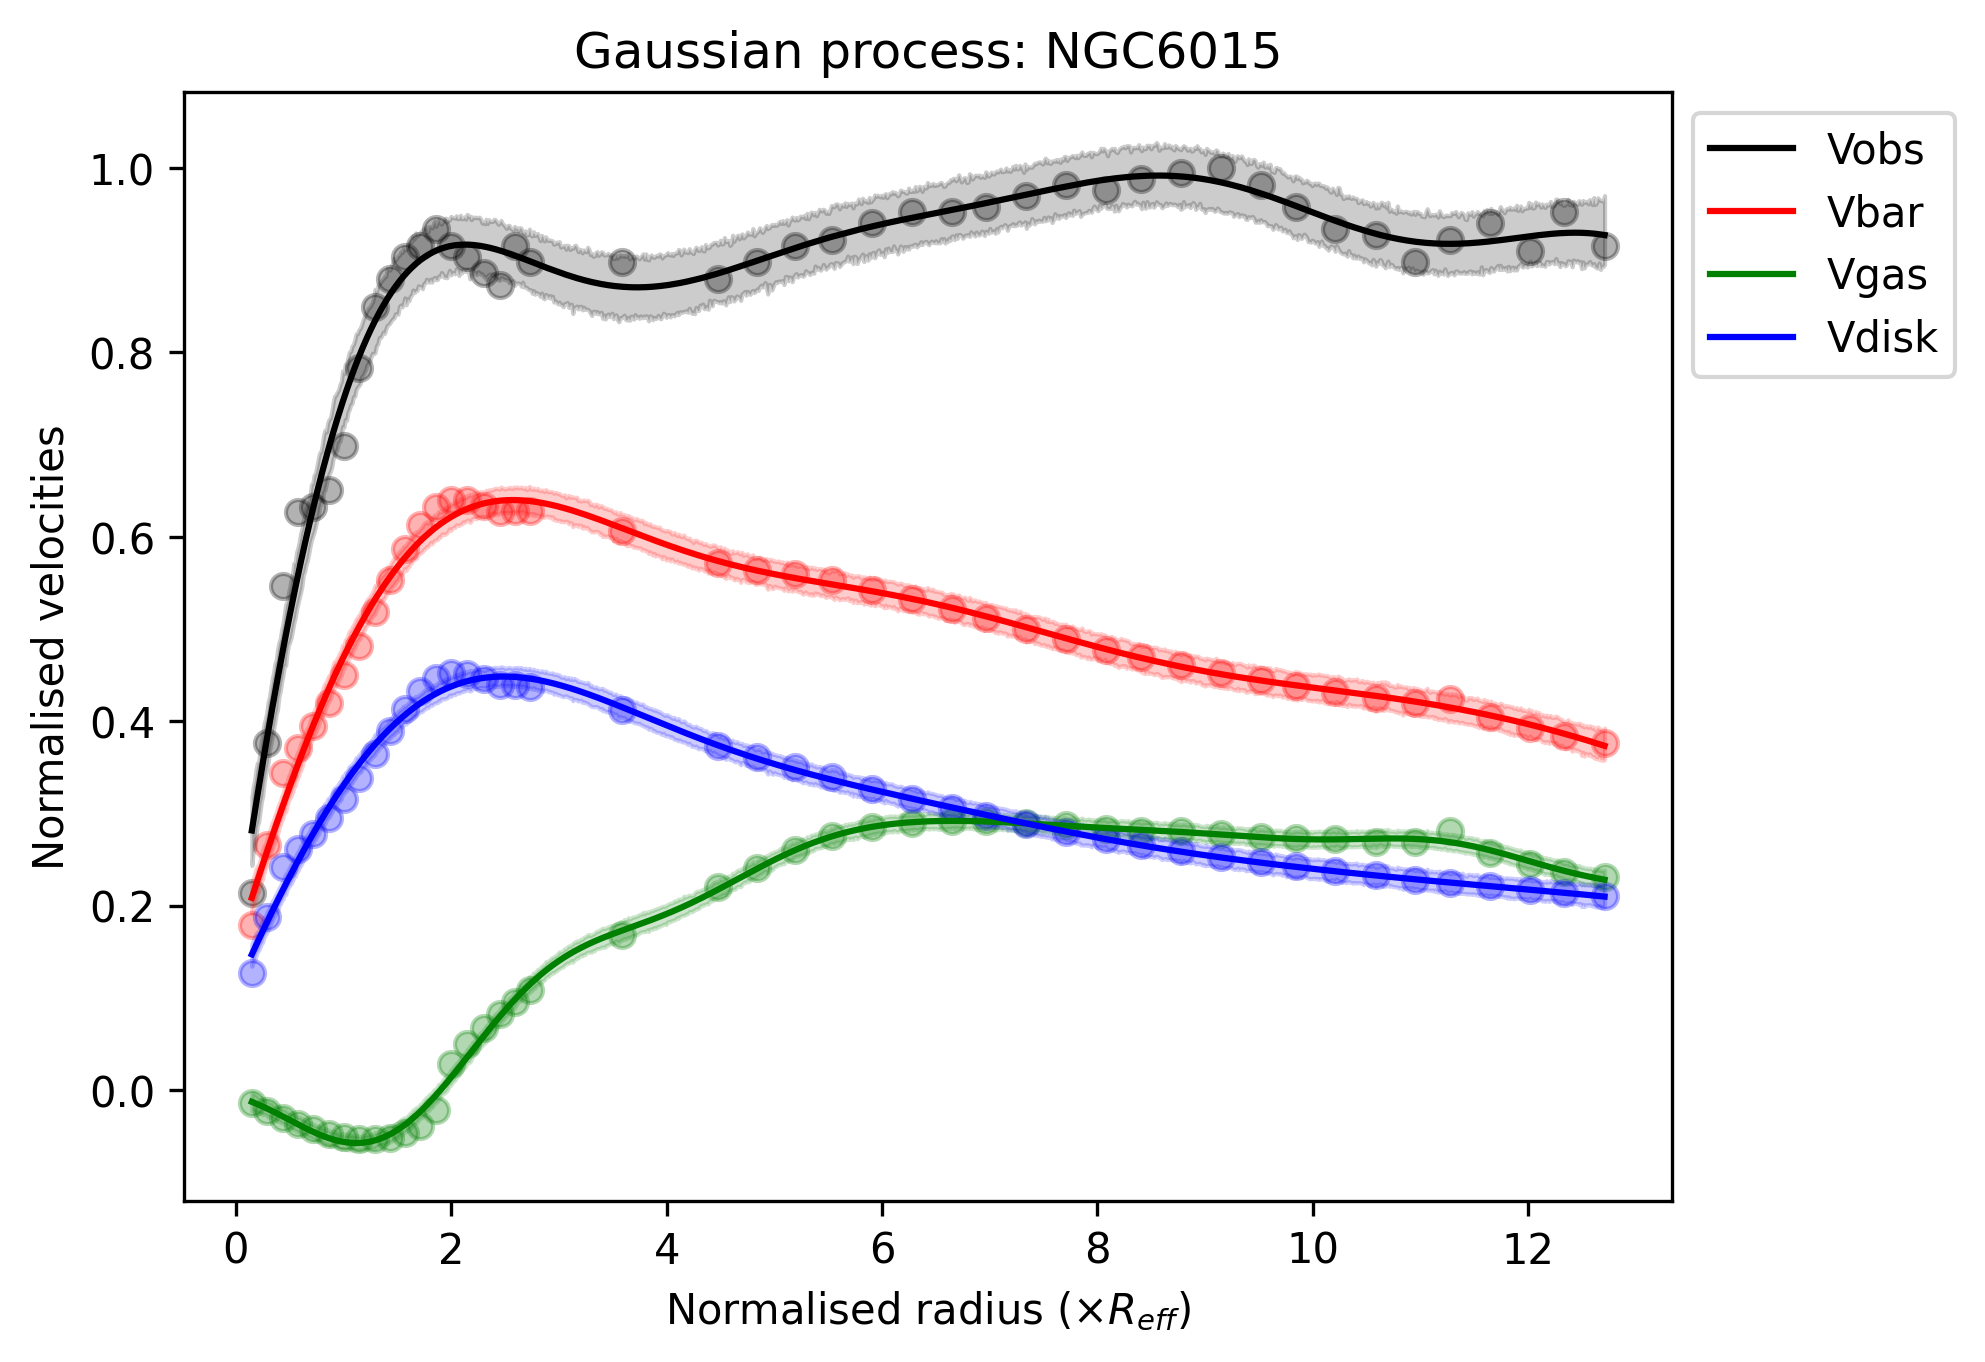 Gaussian process: NGC6015
Normalised velocities
1.0
0.8
0.6
0.4
0.2
0.0
0 2 4 6 8 10 12
Normalised radius (×R_eff)
Vobs
Vbar
Vgas
Vdisk